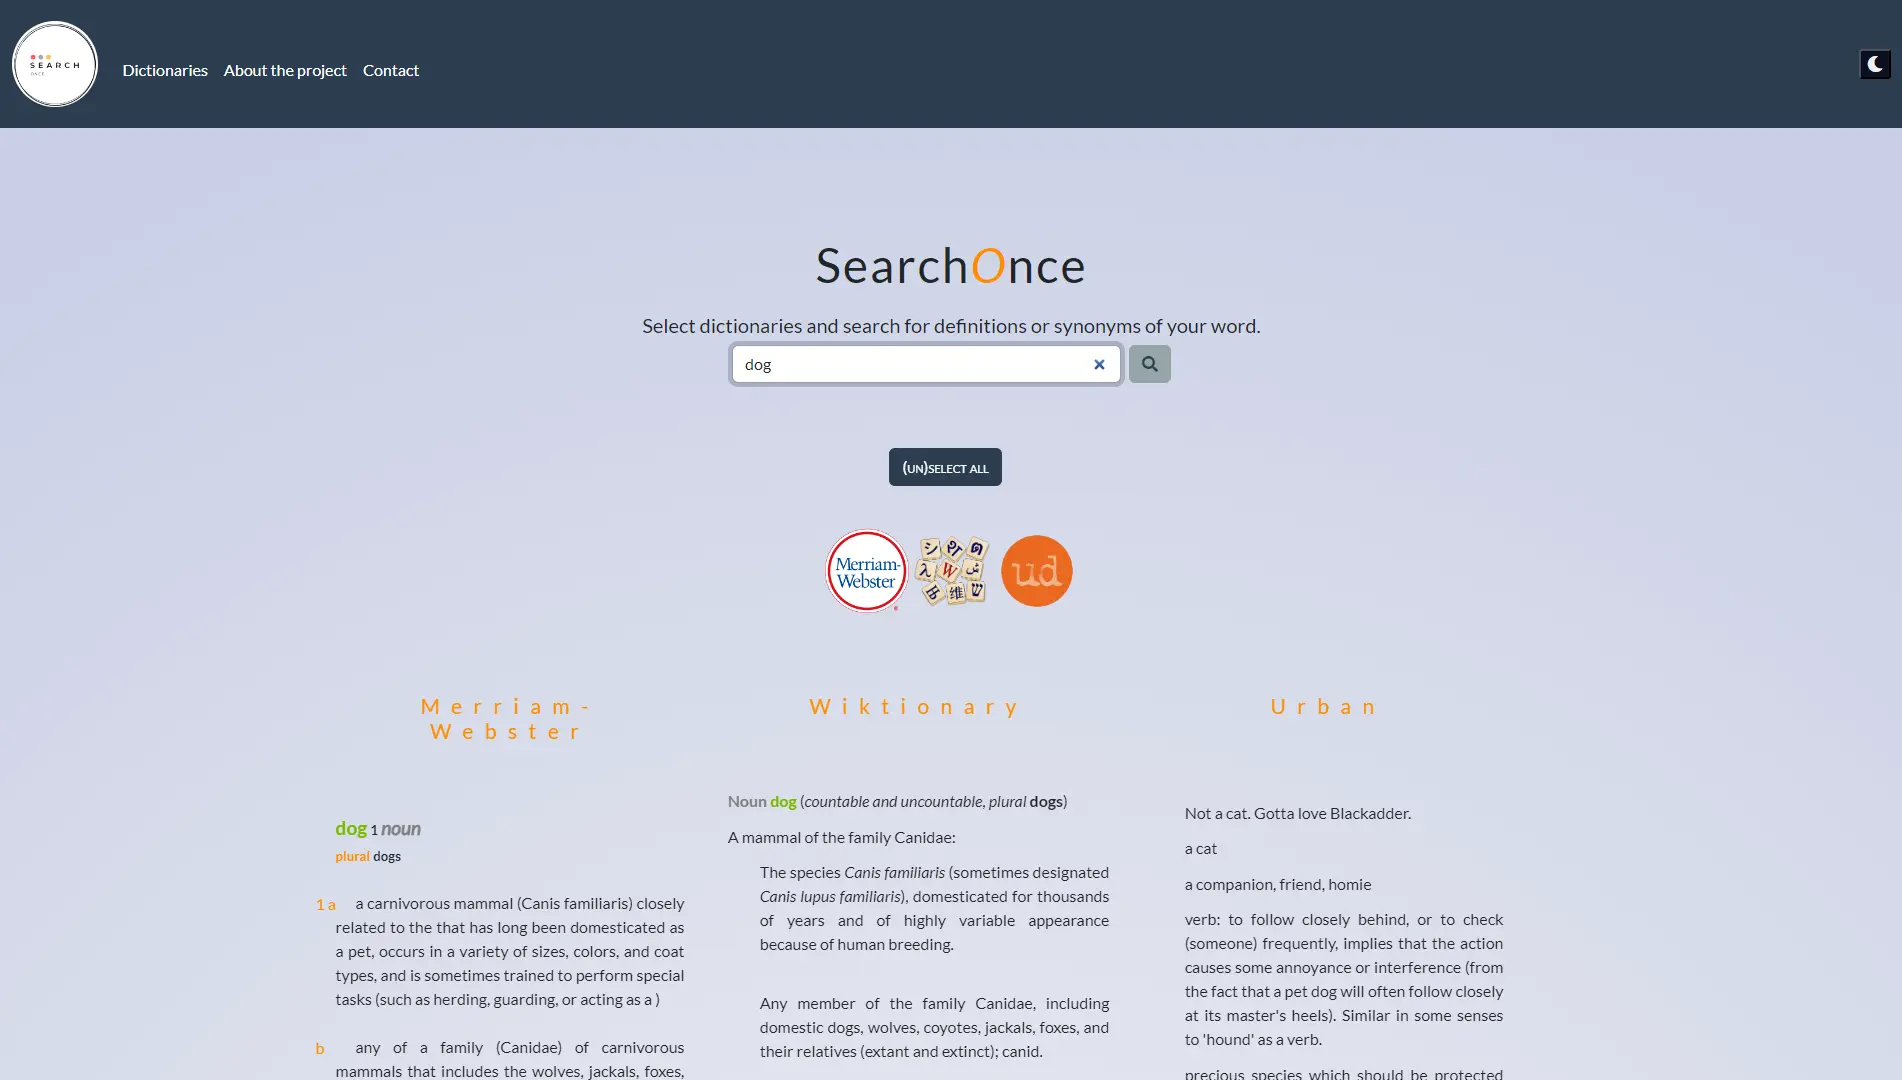 SEARCH
ONCE
Dictionaries About the project Contact
SearchOnce
Select dictionaries and search for definitions or synonyms of your word.
dog
(UN)SELECT ALL
Merriam-
Webster
W
维
ud
Merriam-
Webster
Wiktionary
Urban
dog 1 noun
plural dogs
1 a a carnivorous mammal (Canis familiaris) closely
related to the that has long been domesticated as
a pet, occurs in a variety of sizes, colors, and coat
types, and is sometimes trained to perform special
tasks (such as herding, guarding, or acting as a )
b any of a family (Canidae) of carnivorous
mammals that includes the wolves, jackals, foxes,
Noun dog (countable and uncountable, plural dogs)
A mammal of the family Canidae:
The species Canis familiaris (sometimes designated
Canis lupus familiaris), domesticated for thousands
of years and of highly variable appearance
because of human breeding.
Any member of the family Canidae, including
domestic dogs, wolves, coyotes, jackals, foxes, and
their relatives (extant and extinct); canid.
Not a cat. Gotta love Blackadder.
a cat
a companion, friend, homie
verb: to follow closely behind, or to check
(someone) frequently, implies that the action
causes some annoyance or interference (from
the fact that a pet dog will often follow closely
at its master's heels). Similar in some senses
to 'hound' as a verb.
precious species which should be protected